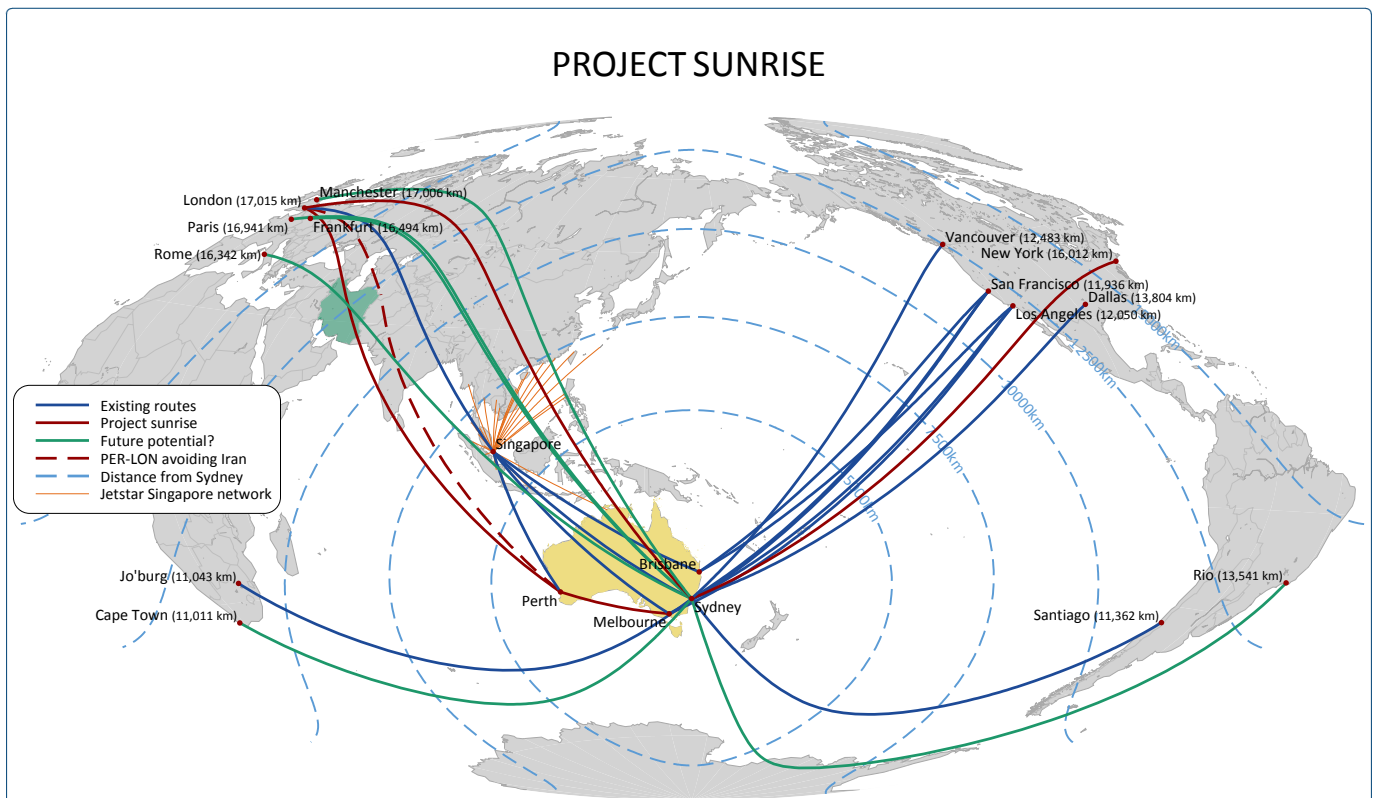 PROJECT SUNRISE
Manchester (17,006 km)
London (17,015 km)
Paris (16,941 km)
Frankfurt (16,494 km)
Rome (16,342 km)
Vancouver (12,483 km)
New York (16,012 km)
San Francisco (11,936 km)
Dallas (13,804 km)
Los Angeles (12,050 km)
12500km
10000km
7500km
Existing routes
Project sunrise
Future potential?
PER-LON avoiding Iran
Distance from Sydney
Jetstar Singapore network
Singapore
Brisbane
Jo'burg (11,043 km)
Rio (13,541 km)
Perth
Sydney
Cape Town (11,011 km)
Melbourne
Santiago (11,362 km)